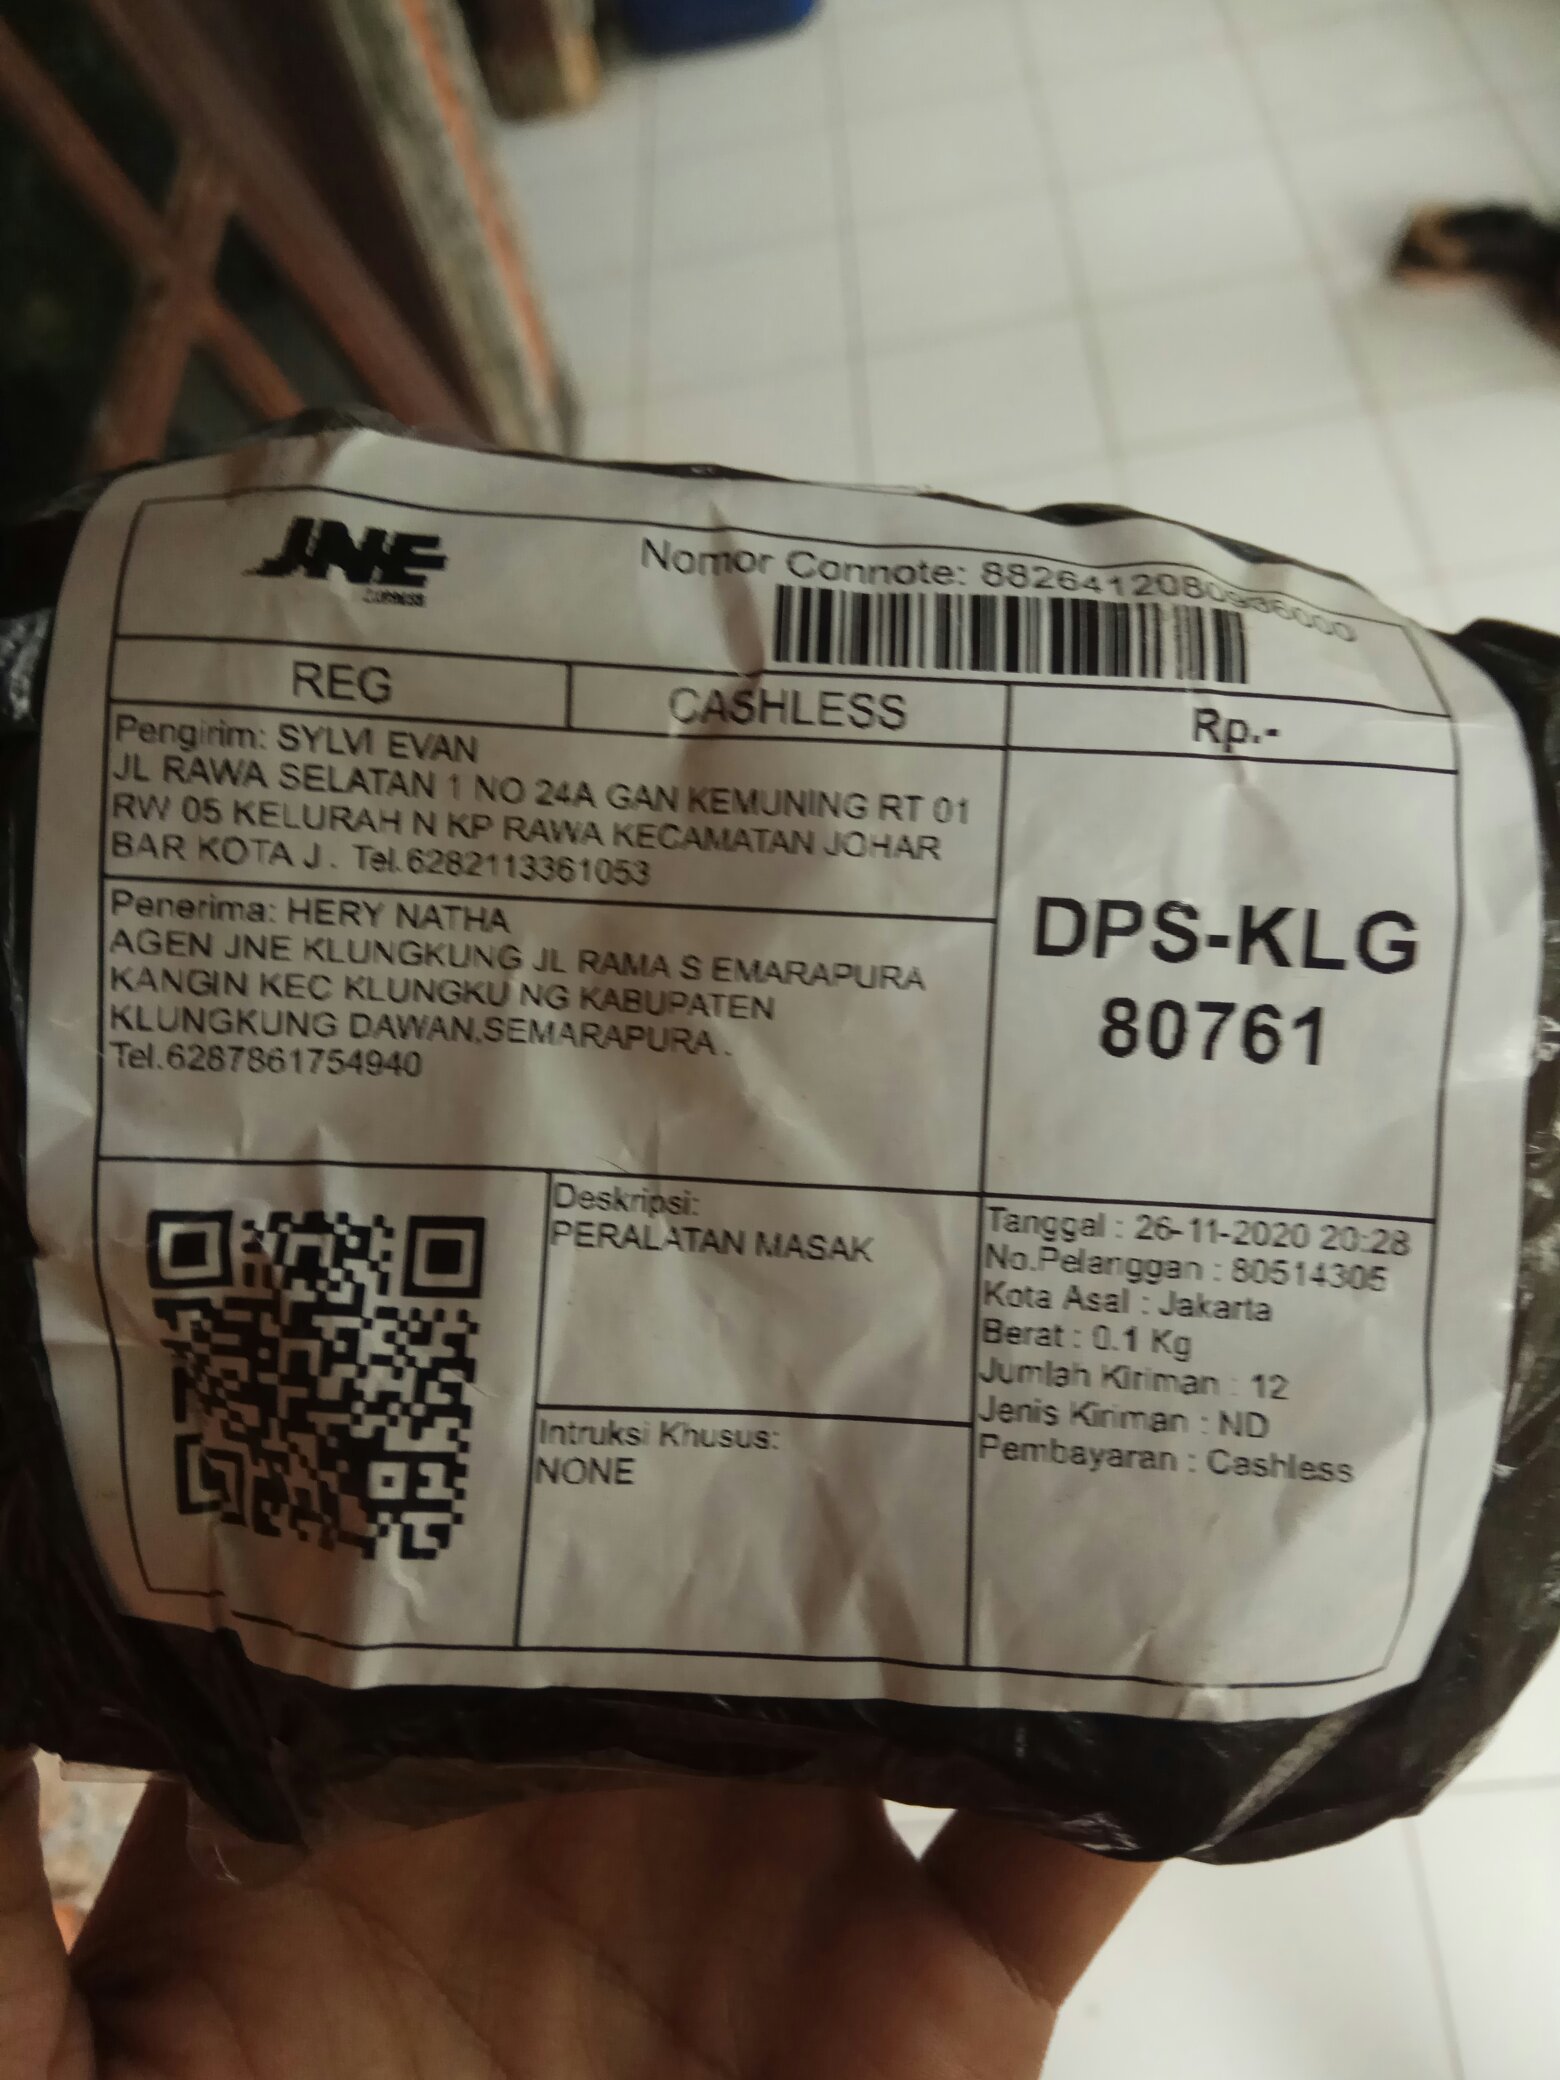 JNE
EXPRESS
Nomor Connote: 882641208
REG
CASHLESS
Rp.-
Pengirim: SYLVI EVAN
JL RAWA SELATAN 1 NO 24A GAN KEMUNING RT 01
RW 05 KELURAH N KP RAWA KECAMATAN JOHAR
BAR KOTA J . Tel.6282113361053
Penerima: HERY NATHA
AGEN JNE KLUNGKUNG JL RAMA S EMARAPURA
KANGIN KEC KLUNGKU NG KABUPATEN
KLUNGKUNG DAWAN,SEMARAPURA .
Tel.6287861754940
DPS-KLG
80761
Deskripsi:
PERALATAN MASAK
Intruksi Khusus:
NONE
Tanggal : 26-11-2020 20:28
No.Pelanggan : 80514305
Kota Asal : Jakarta
Berat : 0.1 Kg
Jumlah Kiriman : 12
Jenis Kiriman : ND
Pembayaran : Cashless